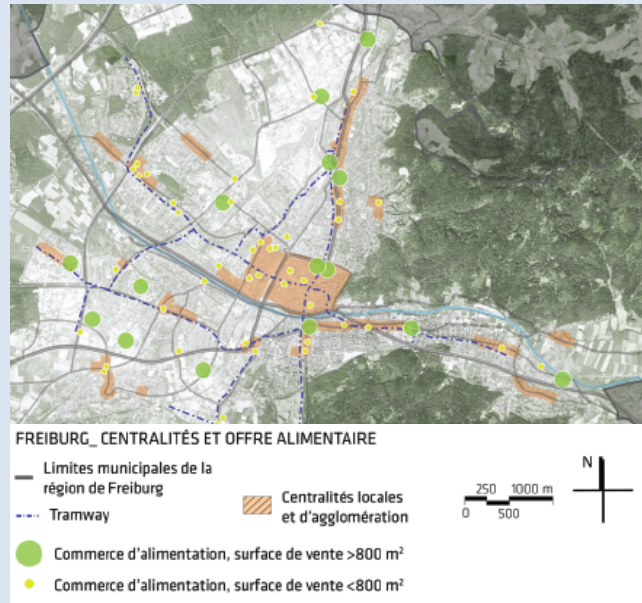 FREIBURG_ CENTRALITÉS ET OFFRE ALIMENTAIRE
Limites municipales de la
région de Freiburg
Tramway
Centralités locales
et d'agglomération
250 1000 m
0 500
N
Commerce d'alimentation, surface de vente >800 m²
Commerce d'alimentation, surface de vente <800 m²